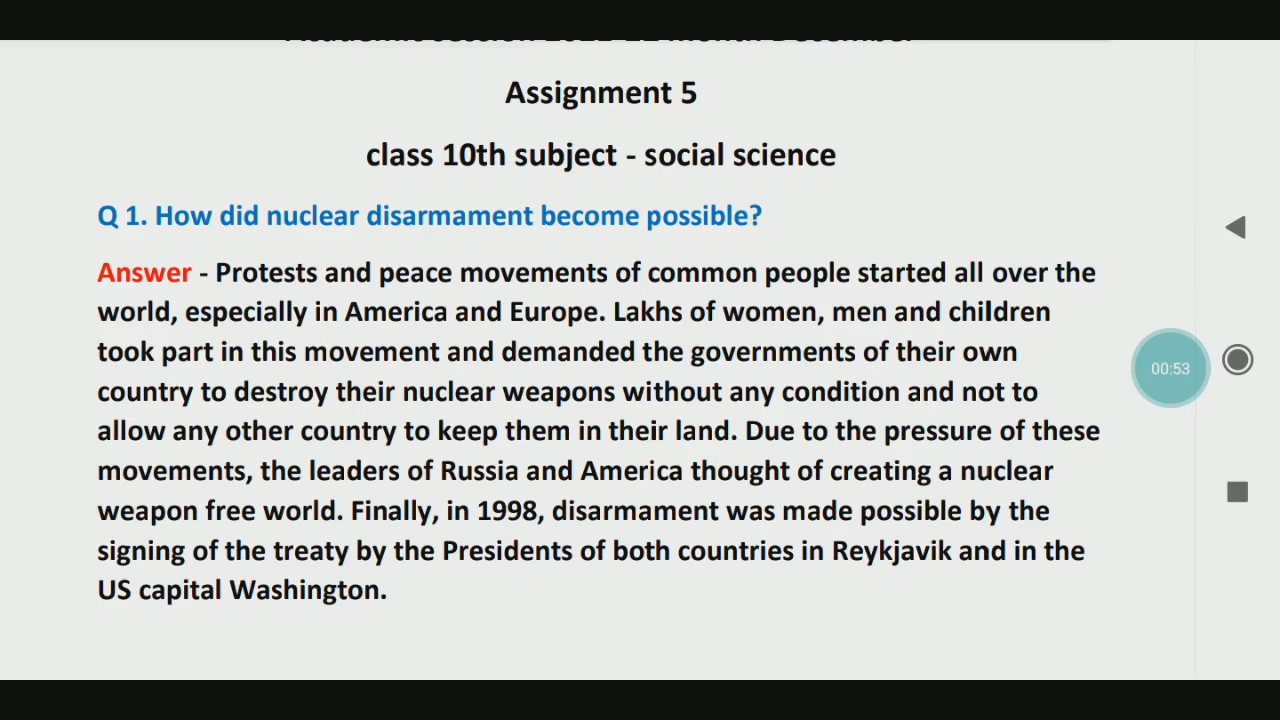 Assignment 5
class 10th subject - social science
Q 1. How did nuclear disarmament become possible?
Answer - Protests and peace movements of common people started all over the
world, especially in America and Europe. Lakhs of women, men and children
took part in this movement and demanded the governments of their own
country to destroy their nuclear weapons without any condition and not to
allow any other country to keep them in their land. Due to the pressure of these
movements, the leaders of Russia and America thought of creating a nuclear
weapon free world. Finally, in 1998, disarmament was made possible by the
signing of the treaty by the Presidents of both countries in Reykjavik and in the
US capital Washington.
00:53